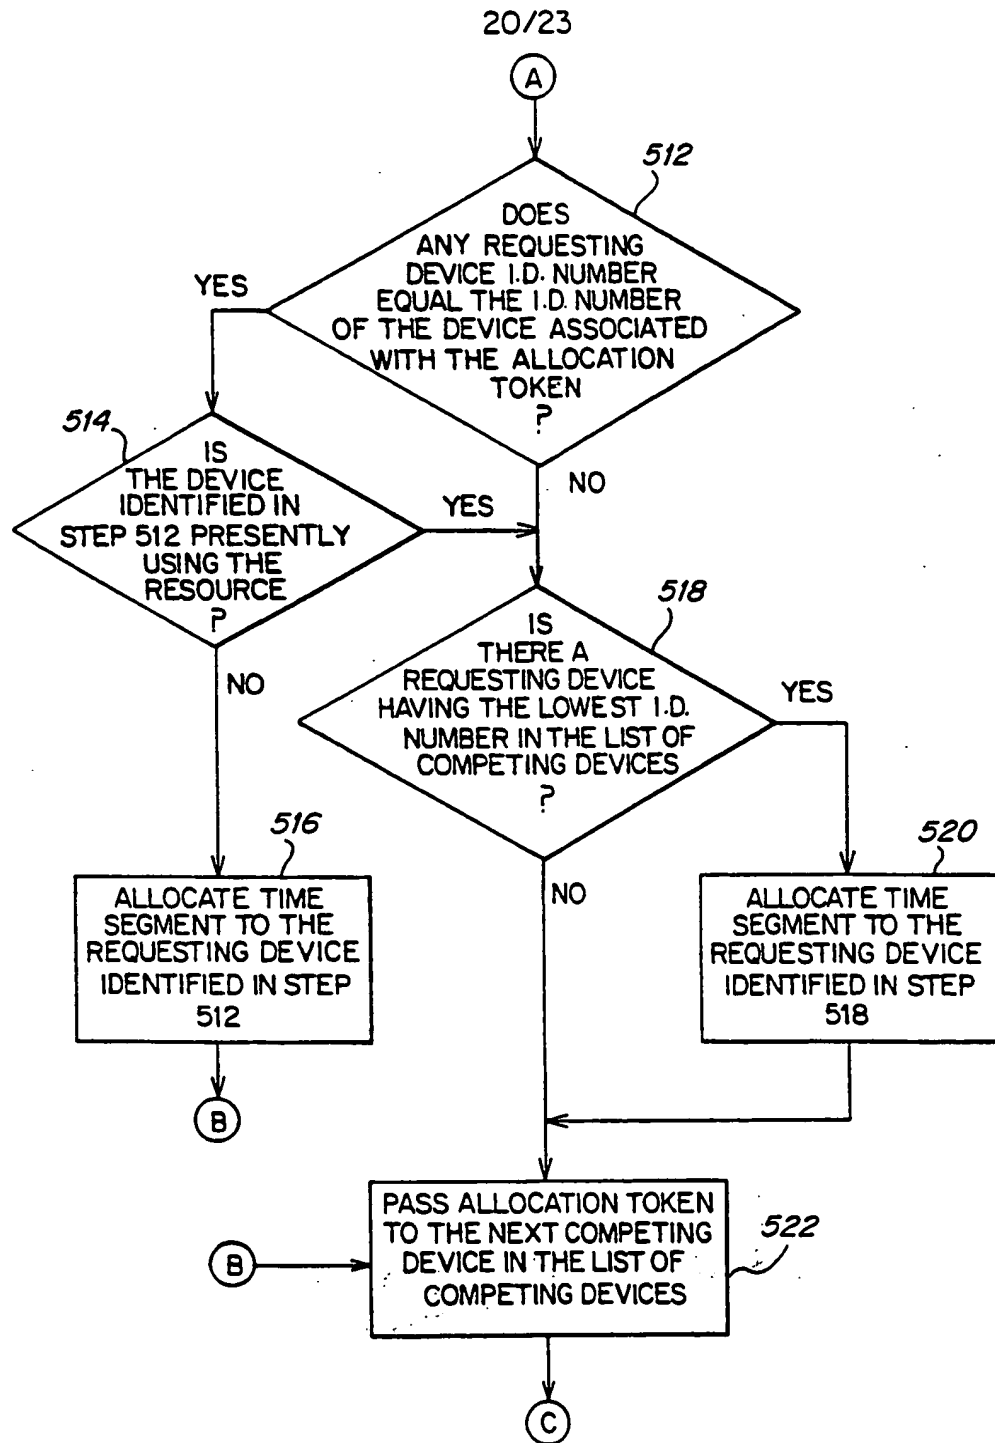 20/23
A
512
DOES
ANY REQUESTING
DEVICE I.D. NUMBER
EQUAL THE I.D. NUMBER
OF THE DEVICE ASSOCIATED
WITH THE ALLOCATION
TOKEN
?
YES
NO
514
IS
THE DEVICE
IDENTIFIED IN
STEP 512 PRESENTLY
USING THE
RESOURCE
?
YES
NO
518
IS
THERE A
REQUESTING DEVICE
HAVING THE LOWEST I.D.
NUMBER IN THE LIST OF
COMPETING DEVICES
?
YES
NO
516
ALLOCATE TIME
SEGMENT TO THE
REQUESTING DEVICE
IDENTIFIED IN STEP
512
520
ALLOCATE TIME
SEGMENT TO THE
REQUESTING DEVICE
IDENTIFIED IN STEP
518
B
B
PASS ALLOCATION TOKEN
TO THE NEXT COMPETING
DEVICE IN THE LIST OF
COMPETING DEVICES
522
C